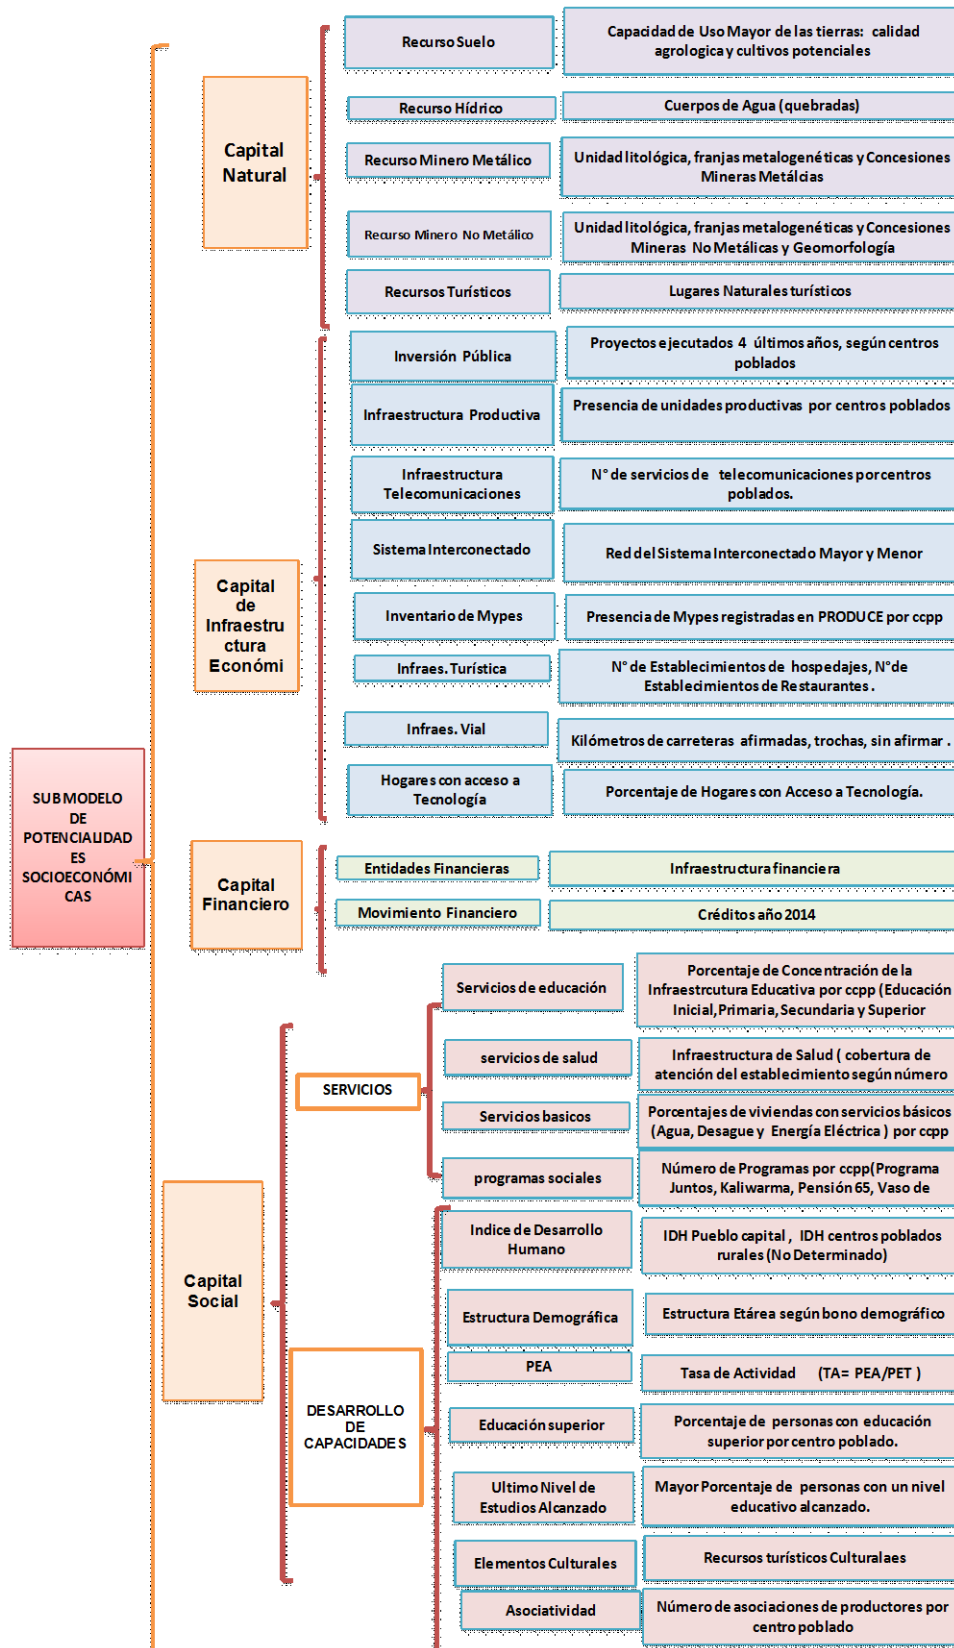 SUB MODELO
DE
POTENCIALIDAD
ES
SOCIOECONÓMI
CAS
Capital
Natural
Recurso Suelo
Capacidad de Uso Mayor de las tierras: calidad
agrologica y cultivos potenciales
Recurso Hídrico
Cuerpos de Agua (quebradas)
Recurso Minero Metálico
Unidad litológica, franjas metalogenéticas y Concesiones
Mineras Metálcias
Recurso Minero No Metálico
Unidad litológica, franjas metalogenéticas y Concesiones
Mineras No Metálicas y Geomorfología
Recursos Turísticos
Lugares Naturales turísticos
Capital
de
Infraestru
ctura
Económi
Inversión Pública
Proyectos ejecutados 4 últimos años, según centros
poblados
Infraestructura Productiva
Presencia de unidades productivas por centros poblados
Infraestructura
Telecomunicaciones
N° de servicios de telecomunicaciones porcentros
poblados.
Sistema Interconectado
Red del Sistema Interconectado Mayor y Menor
Inventario de Mypes
Presencia de Mypes registradas en PRODUCE por ccpp
Infraes. Turística
N° de Establecimientos de hospedajes, N° de
Establecimientos de Restaurantes .
Infraes. Vial
Kilómetros de carreteras afirmadas, trochas, sin afirmar .
Hogares con acceso a
Tecnología
Porcentaje de Hogares con Acceso a Tecnología.
Capital
Financiero
Entidades Financieras
Infraestructura financiera
Movimiento Financiero
Créditos año 2014
Capital
Social
SERVICIOS
Servicios de educación
Porcentaje de Concentración de la
Infraestrcutura Educativa por ccpp (Educación
Inicial,Primaria, Secundaria y Superior
servicios de salud
Infraestructura de Salud ( cobertura de
atención del establecimiento según número
Servicios basicos
Porcentajes de viviendas con servicios básicos
(Agua, Desague y Energía Eléctrica ) por ccpp
programas sociales
Número de Programas por ccpp(Programa
Juntos, Kaliwarma, Pensión 65, Vaso de
DESARROLLO
DE
CAPACIDADES
Indice de Desarrollo
Humano
IDH Pueblo capital , IDH centros poblados
rurales (No Determinado)
Estructura Demográfica
Estructura Etárea según bono demográfico
PEA
Tasa de Actividad (TA= PEA/PET )
Educación superior
Porcentaje de personas con educación
superior por centro poblado.
Ultimo Nivel de
Estudios Alcanzado
Mayor Porcentaje de personas con un nivel
educativo alcanzado.
Elementos Culturales
Recursos turísticos Culturalaes
Asociatividad
Número de asociaciones de productores por
centro poblado